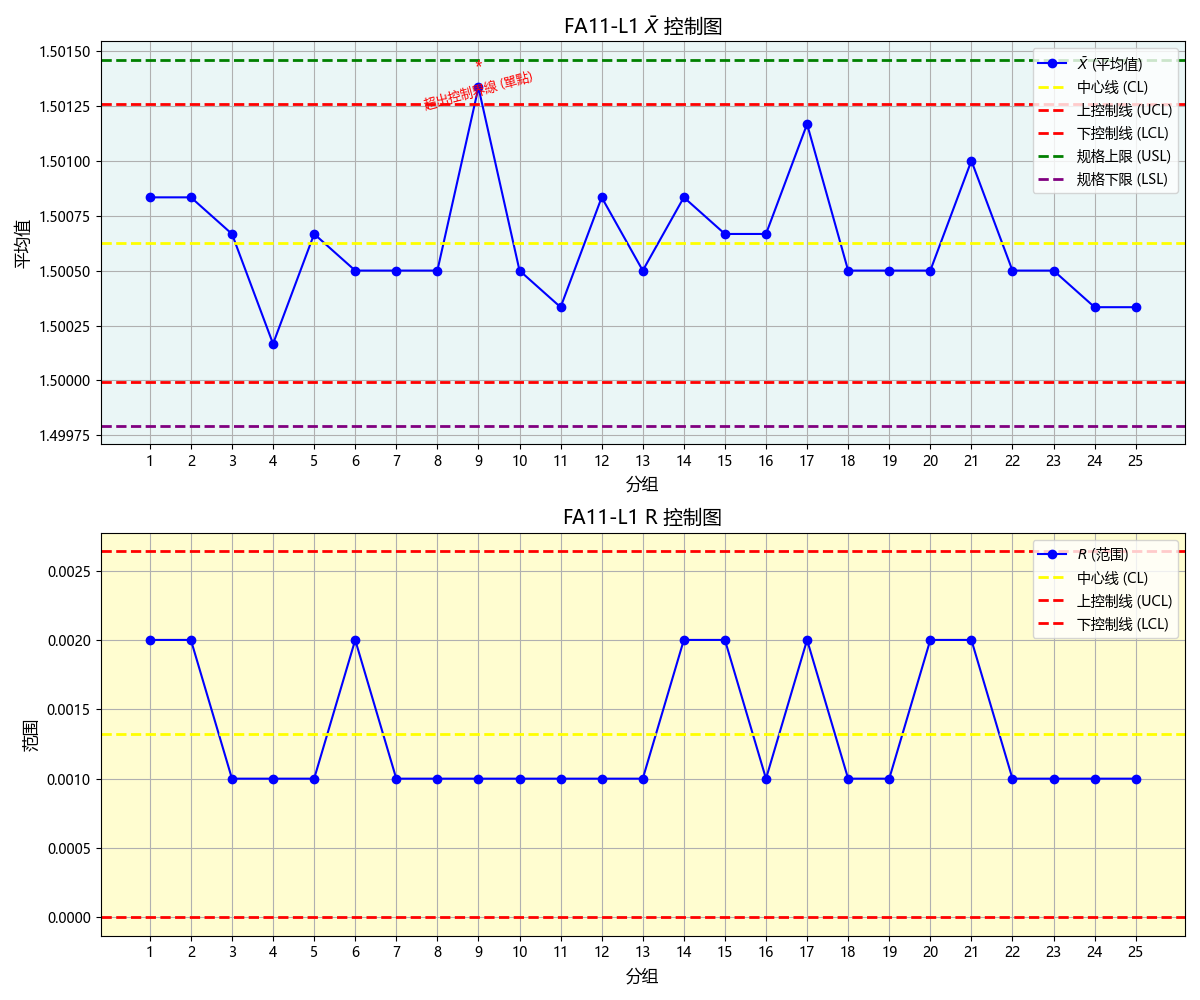 FA11-L1 X̄ 控制图
平均值
1.50150
1.50125
1.50100
1.50075
1.50050
1.50025
1.50000
1.49975
*
超出控制界線 (單點)
X̄ (平均值)
中心线 (CL)
上控制线 (UCL)
下控制线 (LCL)
规格上限 (USL)
规格下限 (LSL)
1 2 3 4 5 6 7 8 9 10 11 12 13 14 15 16 17 18 19 20 21 22 23 24 25
分组
FA11-L1 R 控制图
范围
0.0025
0.0020
0.0015
0.0010
0.0005
0.0000
R (范围)
中心线 (CL)
上控制线 (UCL)
下控制线 (LCL)
1 2 3 4 5 6 7 8 9 10 11 12 13 14 15 16 17 18 19 20 21 22 23 24 25
分组